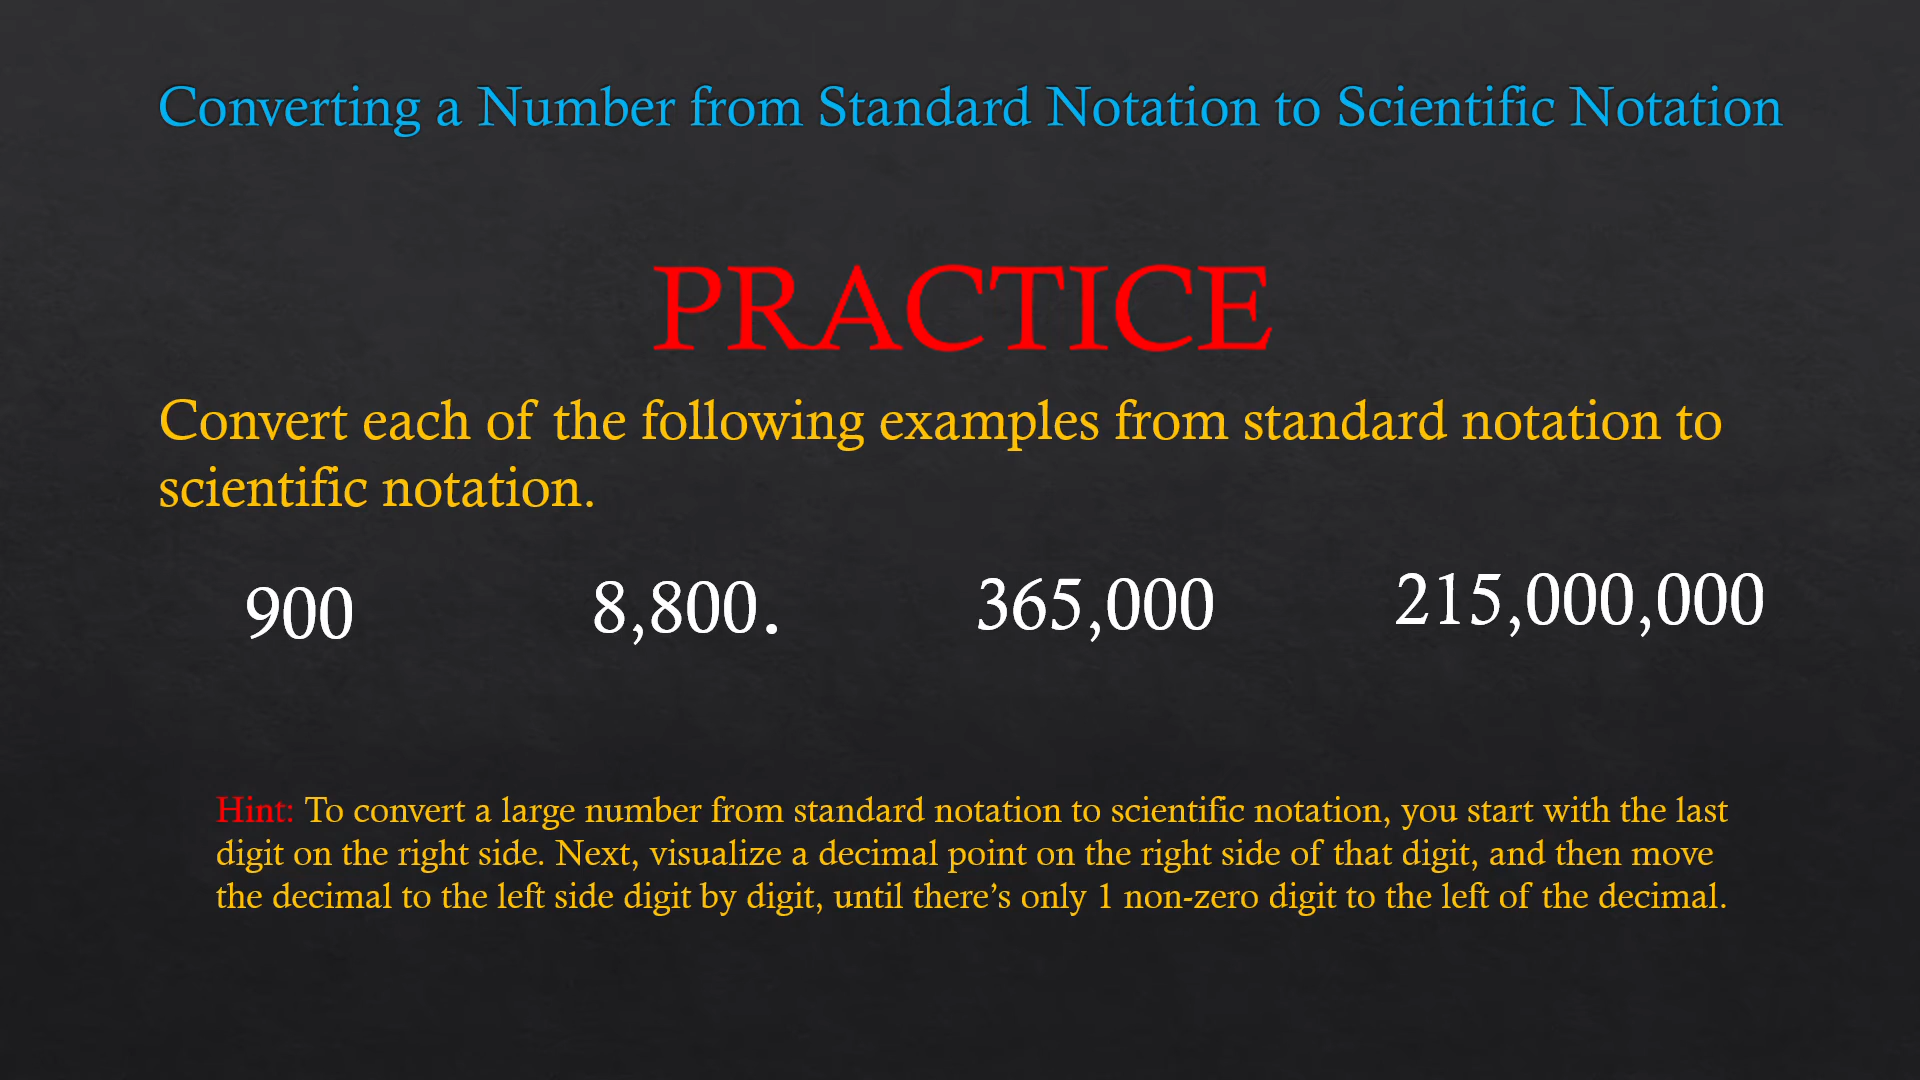 Converting a Number from Standard Notation to Scientific Notation
PRACTICE
Convert each of the following examples from standard notation to
scientific notation.
900 8,800. 365,000 215,000,000
Hint: To convert a large number from standard notation to scientific notation, you start with the last
digit on the right side. Next, visualize a decimal point on the right side of that digit, and then move
the decimal to the left side digit by digit, until there’s only 1 non-zero digit to the left of the decimal.